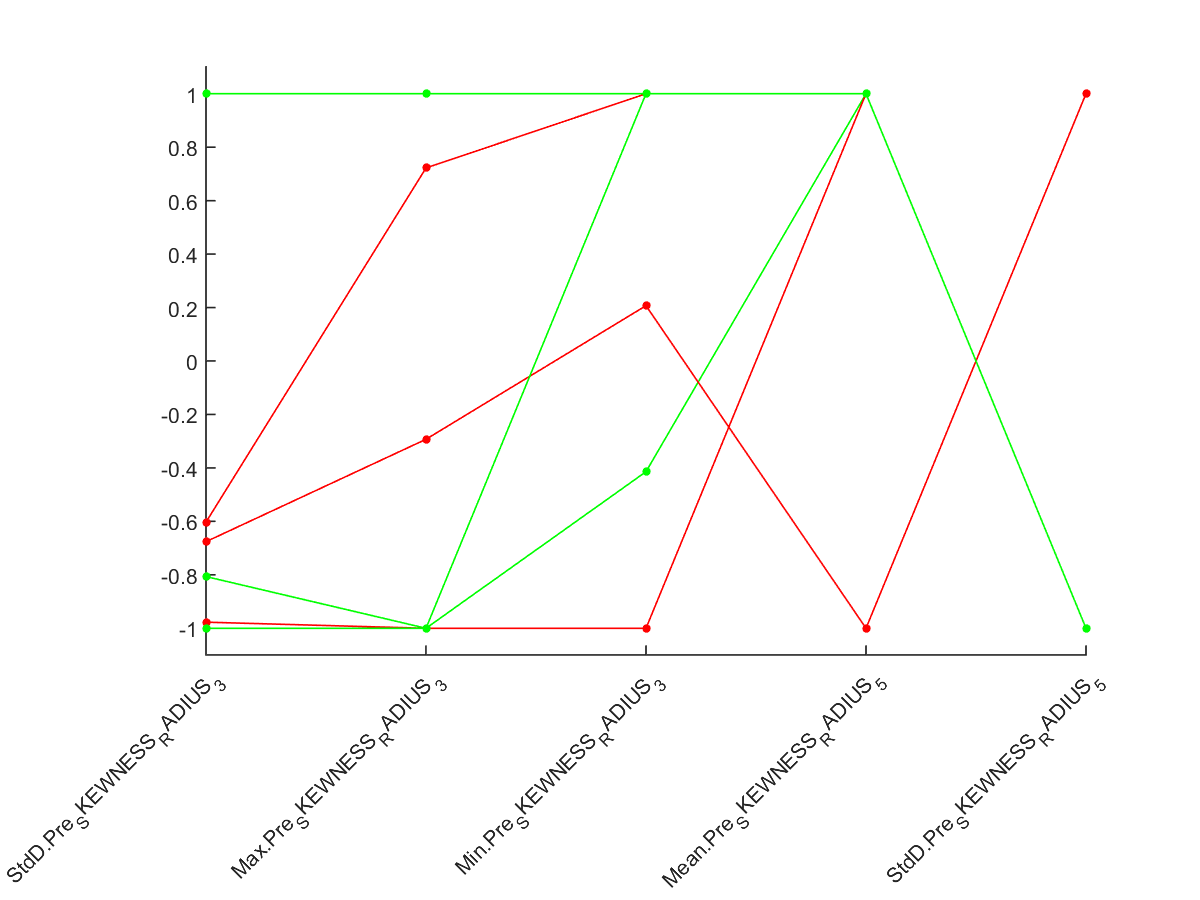 1
0.8
0.6
0.4
0.2
0
-0.2
-0.4
-0.6
-0.8
-1
StdD.Pre_SKEWNESS_RADIUS_3
Max.Pre_SKEWNESS_RADIUS_3
Min.Pre_SKEWNESS_RADIUS_3
Mean.Pre_SKEWNESS_RADIUS_5
StdD.Pre_SKEWNESS_RADIUS_5